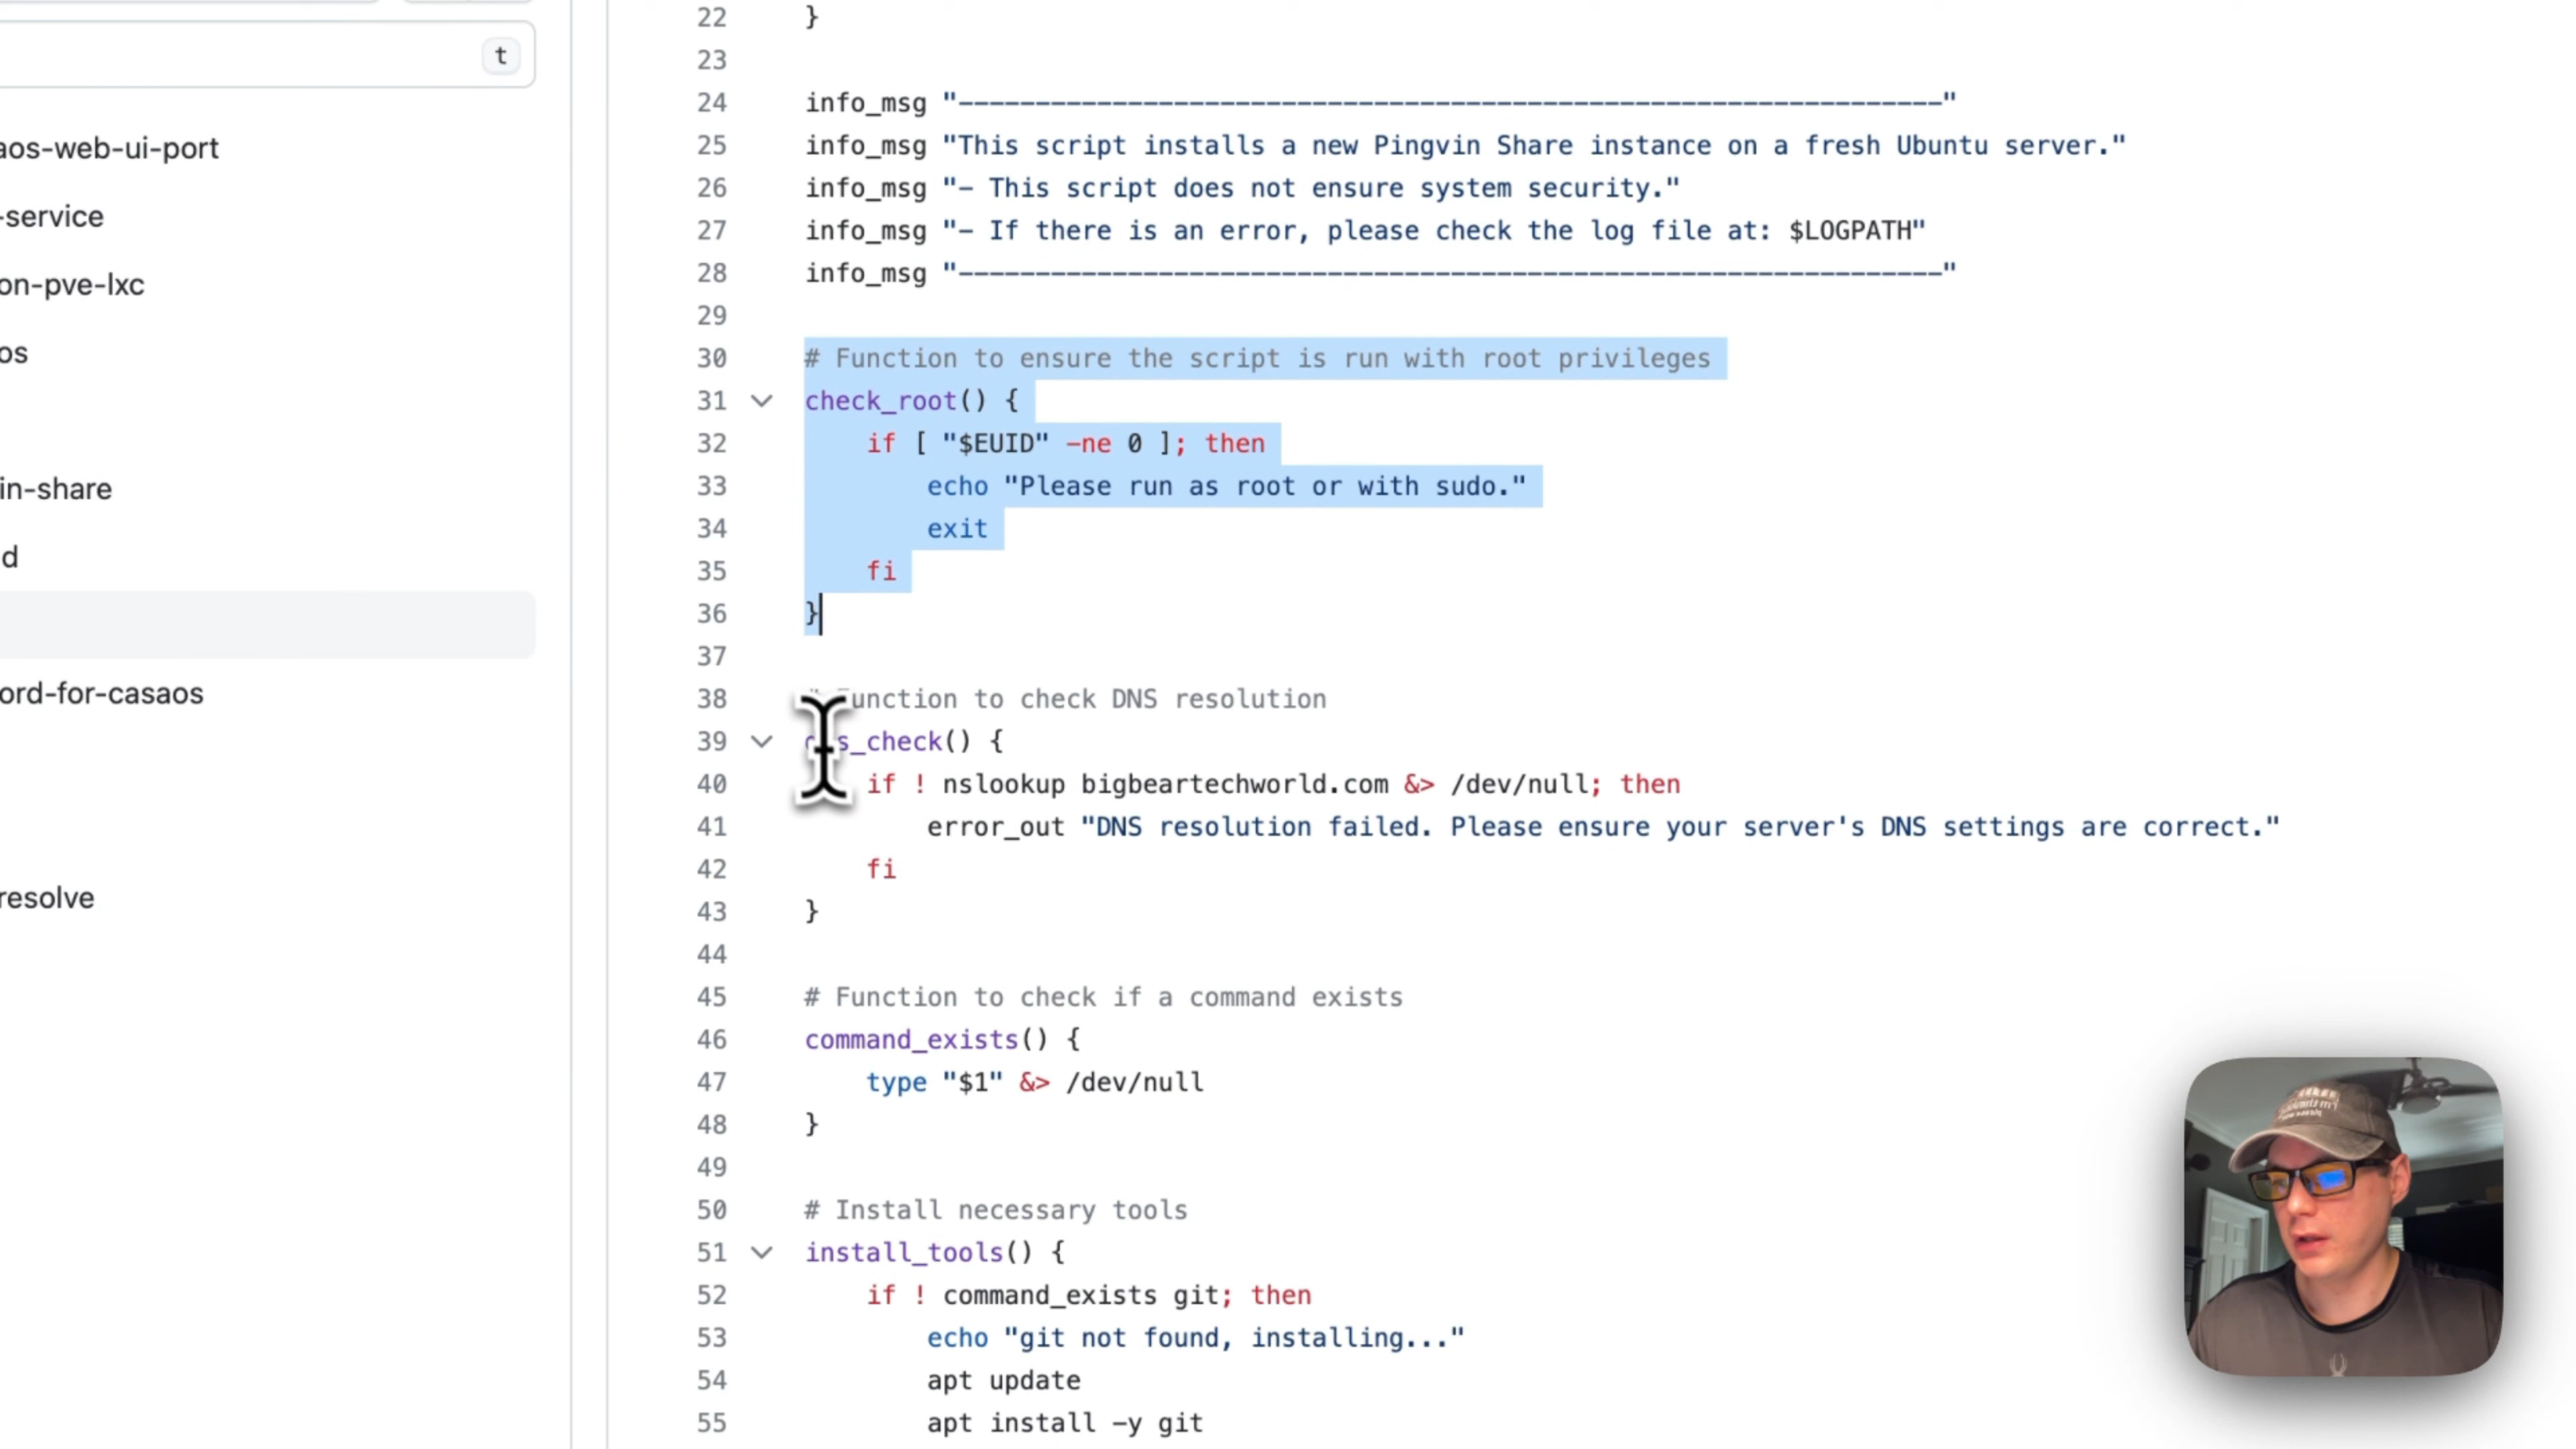 t
aos-web-ui-port
-service
on-pve-lxc
os
in-share
d
ord-for-casaos
resolve
22 }
23
24 info_msg "----------------------------------------------------------------"
25 info_msg "This script installs a new Pingvin Share instance on a fresh Ubuntu server."
26 info_msg "- This script does not ensure system security."
27 info_msg "- If there is an error, please check the log file at: $LOGPATH"
28 info_msg "----------------------------------------------------------------"
29
30 # Function to ensure the script is run with root privileges
31 check_root() {
32 if [ "$EUID" -ne 0 ]; then
33 echo "Please run as root or with sudo."
34 exit
35 fi
36 }
37
38 unction to check DNS resolution
39 s_check() {
40 if ! nslookup bigbeartechworld.com &> /dev/null; then
41 error_out "DNS resolution failed. Please ensure your server's DNS settings are correct."
42 fi
43 }
44
45 # Function to check if a command exists
46 command_exists() {
47 type "$1" &> /dev/null
48 }
49
50 # Install necessary tools
51 install_tools() {
52 if ! command_exists git; then
53 echo "git not found, installing..."
54 apt update
55 apt install -y git